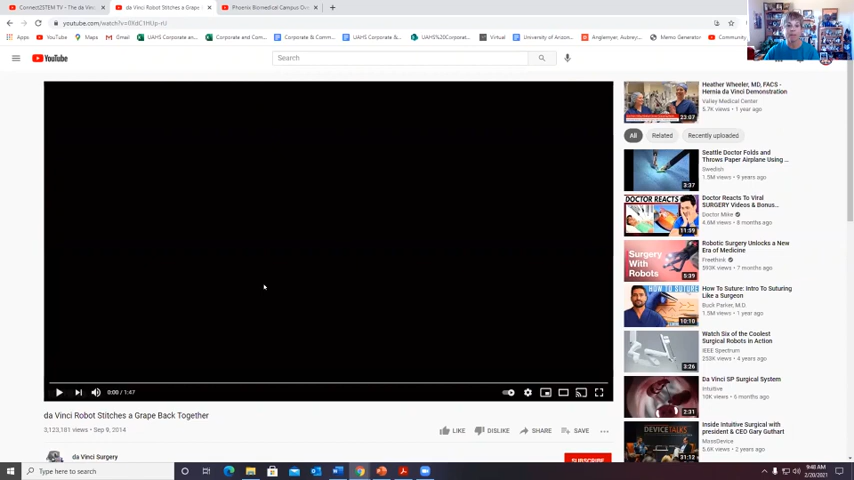 Connect2STEM TV - The da Vinci
da Vinci Robot Stitches a Grape
Phoenix Biomedical Campus Ov
youtube.com/watch?v=0XdC1HUp-rU
Apps
YouTube
Maps
Gmail
UAHS Corporate an...
Corporate and Com...
Corporate & Commu...
UAHS Corporate & C...
UAHS%20Corporat...
Virtual
University of Arizon...
Anglemyer, Aubrey...
Memo Generator
Community
YouTube
Search
Heather Wheeler, MD, FACS -
Hernia da Vinci Demonstration
Valley Medical Center
5.7K views • 1 year ago
23:07
All
Related
Recently uploaded
Seattle Doctor Folds and
Throws Paper Airplane Using ...
Swedish
1.5M views • 9 years ago
3:37
DOCTOR REACTS
Doctor Reacts To Viral
SURGERY Videos & Bonus...
Doctor Mike
4.6M views • 8 months ago
11:59
Surgery
With
Robots
Robotic Surgery Unlocks a New
Era of Medicine
Freethink
593K views • 7 months ago
5:39
HOW TO SUTURE
How To Suture: Intro To Suturing
Like a Surgeon
Buck Parker, M.D.
1.5M views • 1 year ago
10:10
Watch Six of the Coolest
Surgical Robots in Action
IEEE Spectrum
253K views • 4 years ago
3:26
Da Vinci SP Surgical System
Intuitive
10K views • 6 months ago
2:31
DEVICETALKS
Inside Intuitive Surgical with
president & CEO Gary Guthart
MassDevice
5.6K views • 2 years ago
31:12
0:00 / 1:47
da Vinci Robot Stitches a Grape Back Together
3,123,181 views • Sep 9, 2014
LIKE
DISLIKE
SHARE
SAVE
da Vinci Surgery
SUBSCRIBE
Type here to search
9:48 AM
2/20/2021